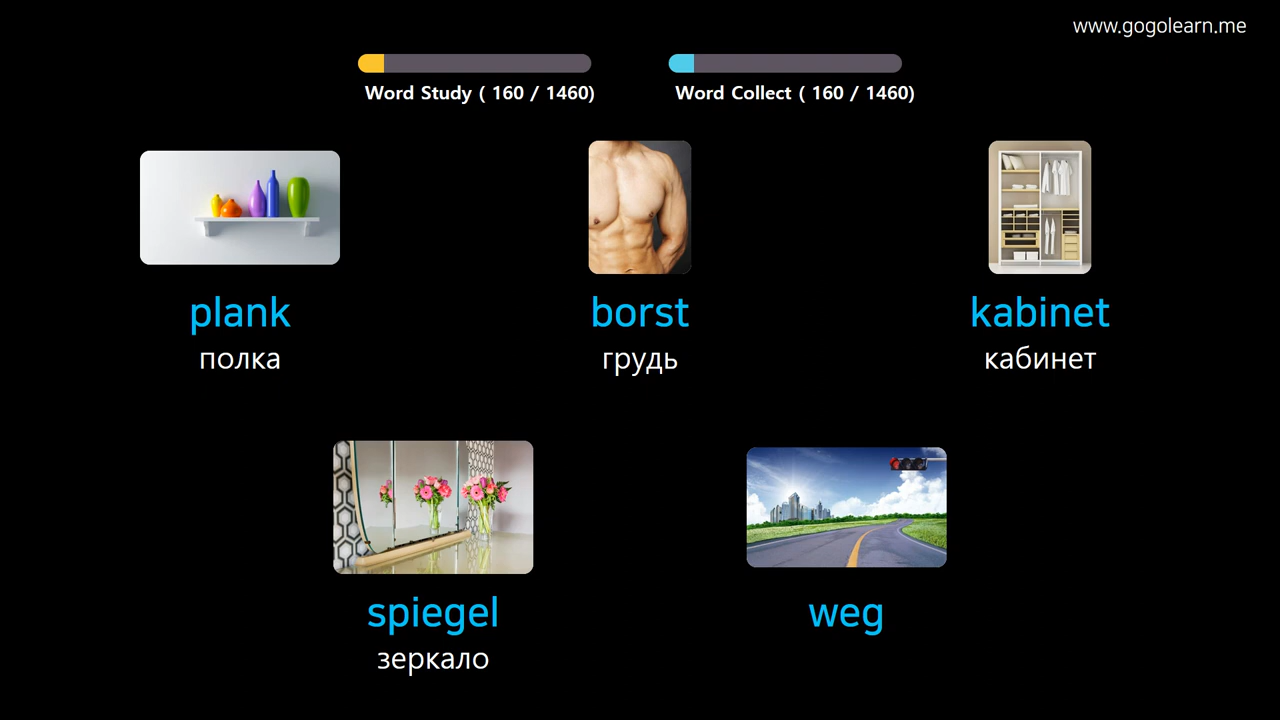 www.gogolearn.me
Word Study ( 160 / 1460)
Word Collect ( 160 / 1460)
plank
полка
borst
грудь
kabinet
кабинет
spiegel
зеркало
weg